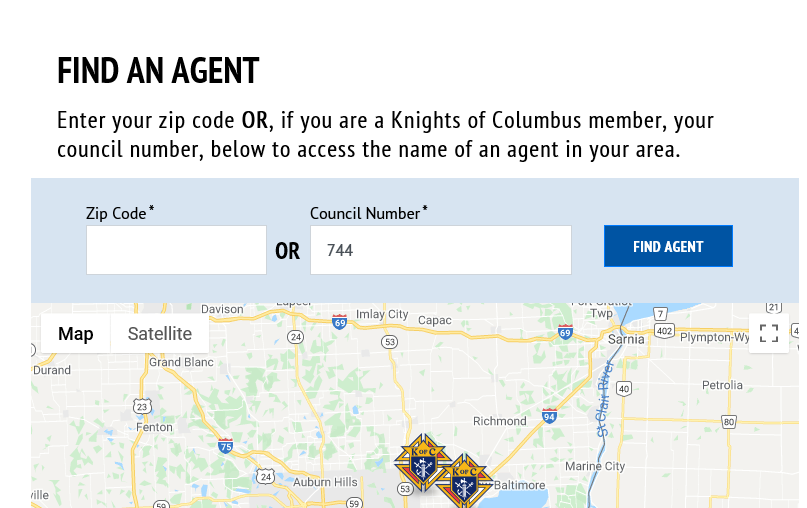 FIND AN AGENT
Enter your zip code OR, if you are a Knights of Columbus member, your
council number, below to access the name of an agent in your area.
Zip Code*
Council Number*
OR
744
FIND AGENT
Map
Satellite
Davison
Lapeer
Imlay City
Capac
Port Gratiot
Twp
7
21
69
69
402
24
53
Sarnia
Plympton-Wy
4
Durand
Grand Blanc
Petrolia
40
St Clair River
23
94
80
Fenton
Richmond
75
K OF C
K OF C
Marine City
24
Auburn Hills
53
Baltimore
ville
59
59